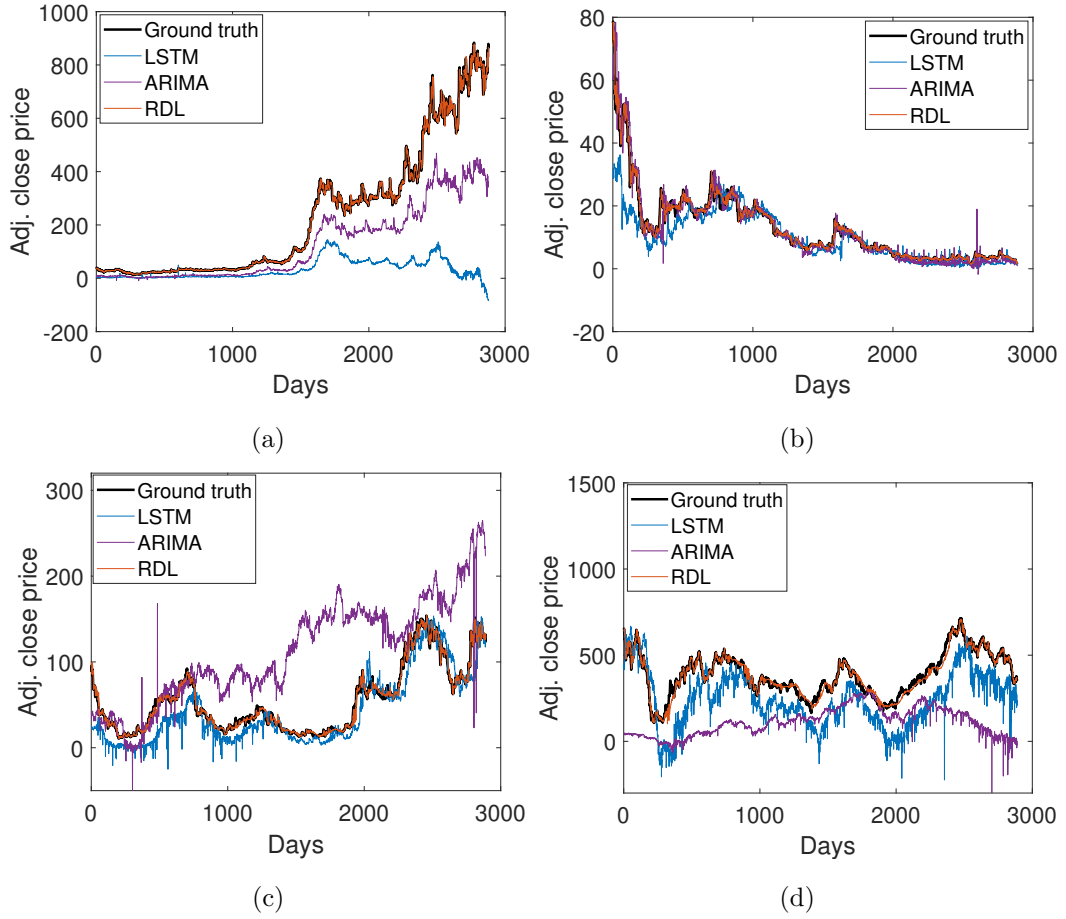 1000
800
600
400
200
0
-200
Adj. close price
Ground truth
LSTM
ARIMA
RDL
0
1000
2000
3000
Days
(a)
80
60
40
20
0
-20
Adj. close price
Ground truth
LSTM
ARIMA
RDL
0
1000
2000
3000
Days
(b)
300
200
100
0
Adj. close price
Ground truth
LSTM
ARIMA
RDL
0
1000
2000
3000
Days
(c)
1500
1000
500
0
Adj. close price
Ground truth
LSTM
ARIMA
RDL
0
1000
2000
3000
Days
(d)